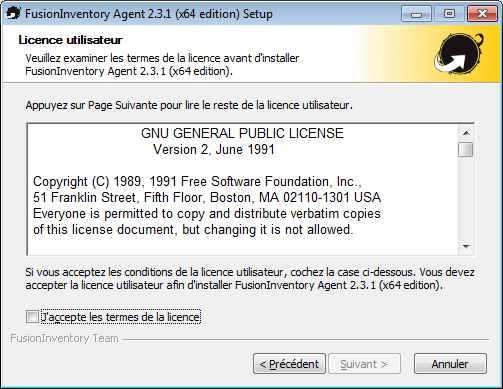 FusionInventory Agent 2.3.1 (x64 edition) Setup
Licence utilisateur
Veuillez examiner les termes de la licence avant d'installer
FusionInventory Agent 2.3.1 (x64 edition).
Appuyez sur Page Suivante pour lire le reste de la licence utilisateur.
GNU GENERAL PUBLIC LICENSE
Version 2, June 1991
Copyright (C) 1989, 1991 Free Software Foundation, Inc.,
51 Franklin Street, Fifth Floor, Boston, MA 02110-1301 USA
Everyone is permitted to copy and distribute verbatim copies
of this license document, but changing it is not allowed.
Si vous acceptez les conditions de la licence utilisateur, cochez la case ci-dessous. Vous devez
accepter la licence utilisateur afin d'installer FusionInventory Agent 2.3.1 (x64 edition).
J'accepte les termes de la licence
FusionInventory Team
< Précédent Suivant > Annuler